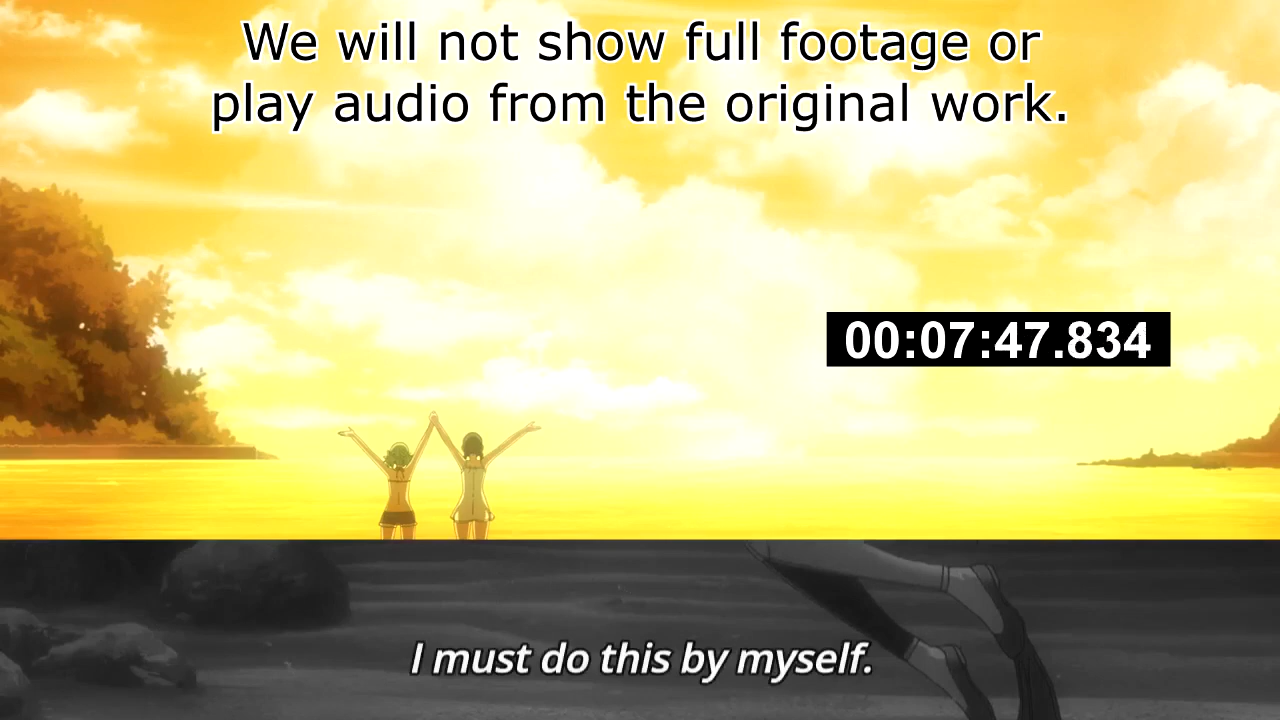 We will not show full footage or
play audio from the original work.
00:07:47.834
I must do this by myself.